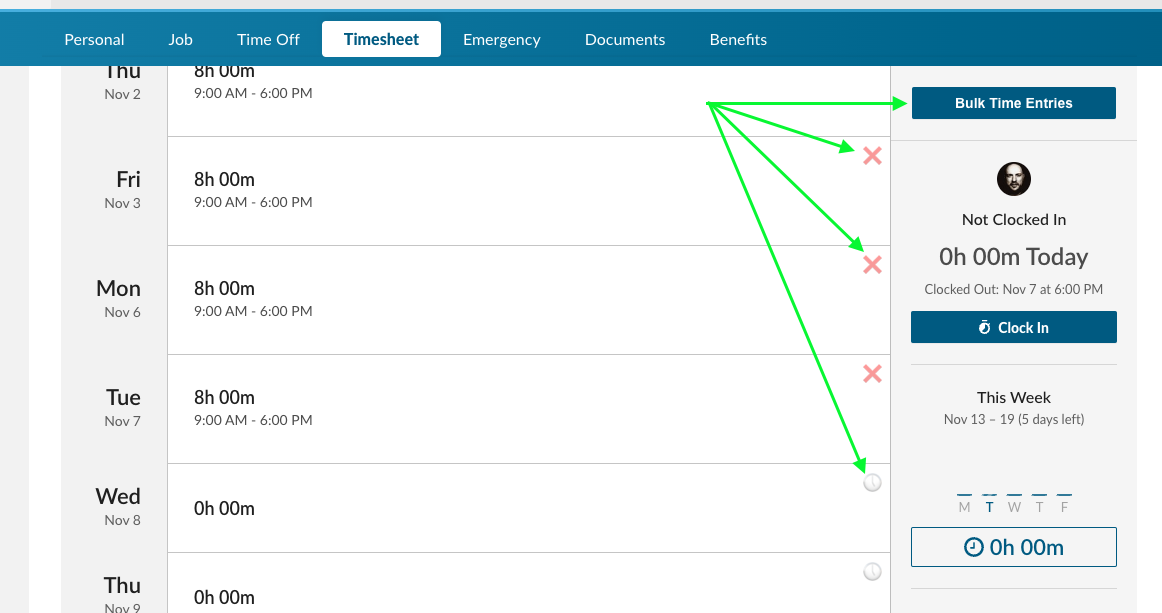 Personal
Job
Time Off
Timesheet
Emergency
Documents
Benefits
Thu
Nov 2
8h 00m
9:00 AM - 6:00 PM
Fri
Nov 3
8h 00m
9:00 AM - 6:00 PM
Mon
Nov 6
8h 00m
9:00 AM - 6:00 PM
Tue
Nov 7
8h 00m
9:00 AM - 6:00 PM
Wed
Nov 8
0h 00m
Thu
Nov 9
0h 00m
Bulk Time Entries
Not Clocked In
0h 00m Today
Clocked Out: Nov 7 at 6:00 PM
Clock In
This Week
Nov 13 – 19 (5 days left)
M T W T F
0h 00m